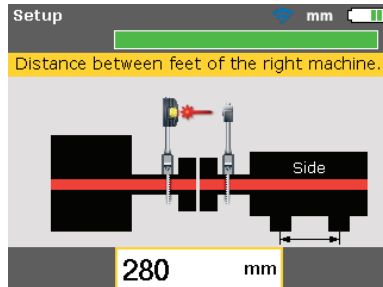 Setup mm
Distance between feet of the right machine.
Side
280 mm